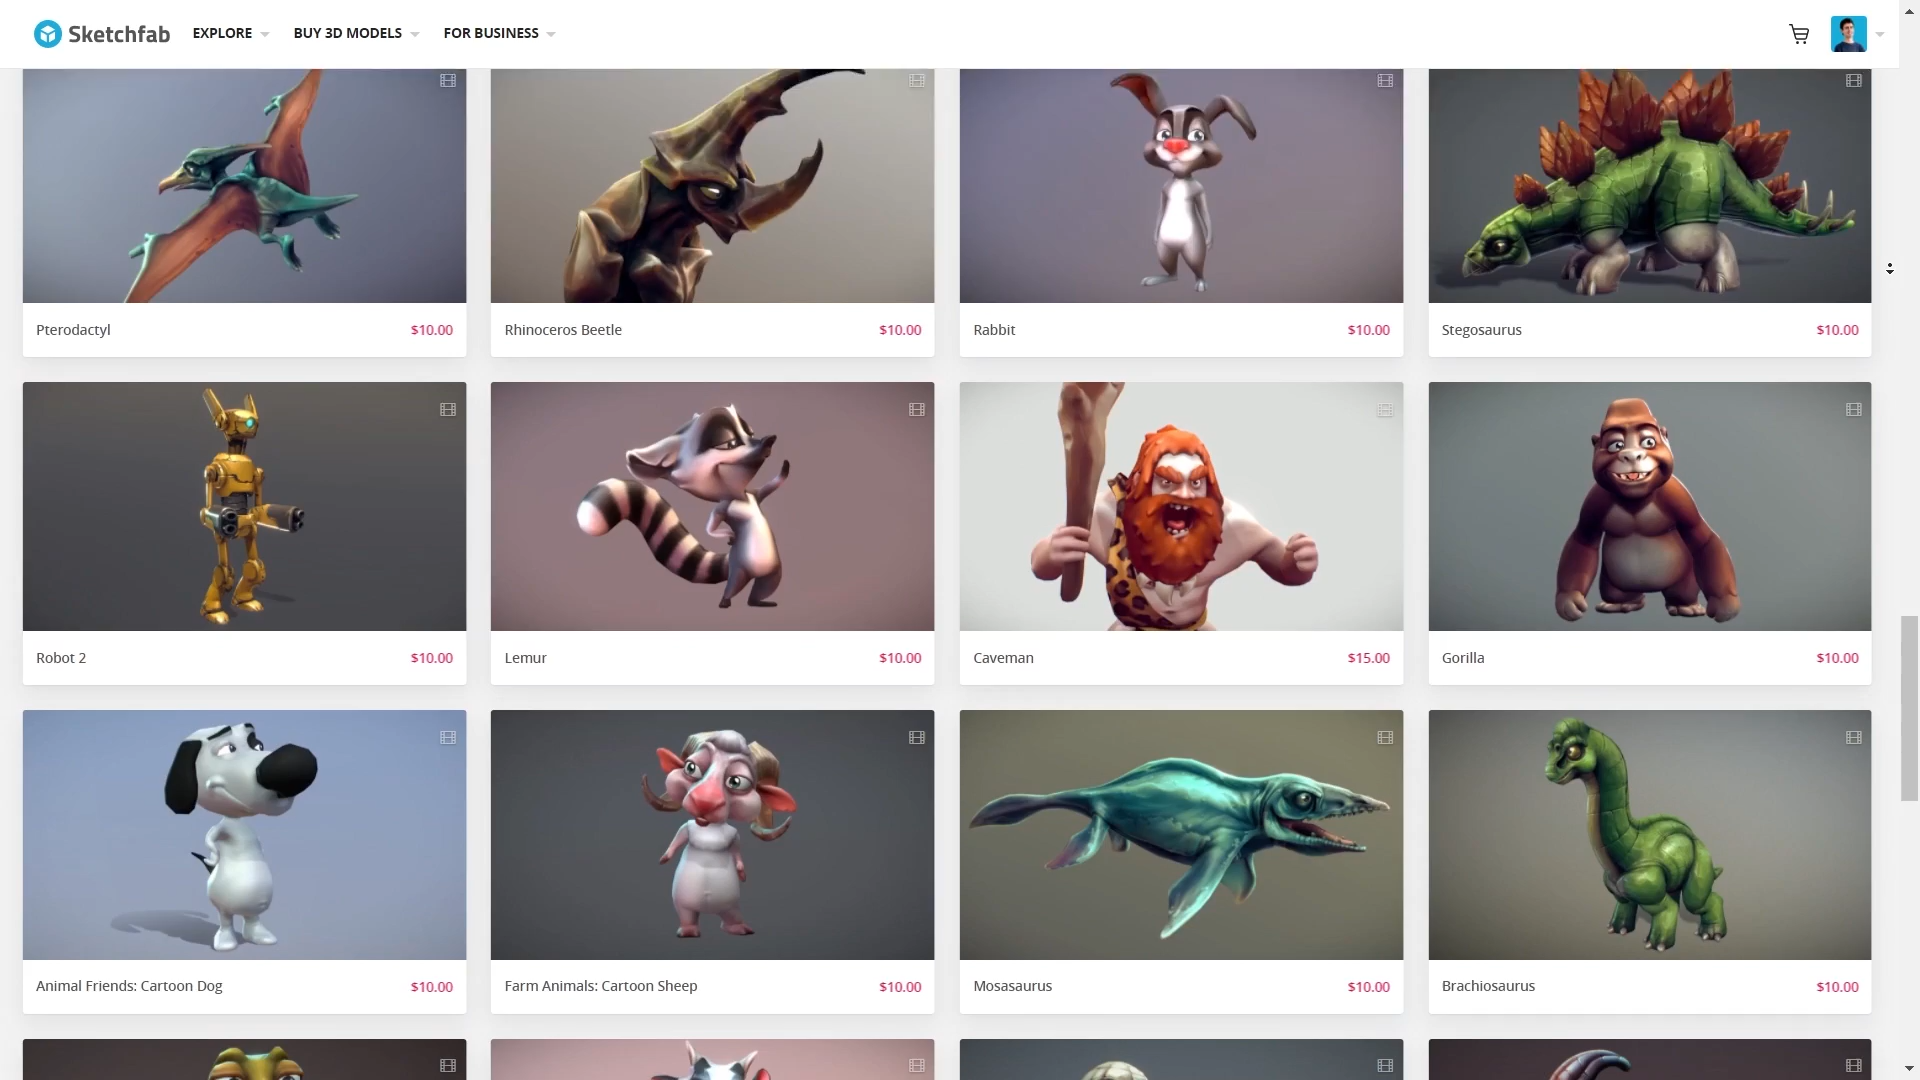 Sketchfab EXPLORE BUY 3D MODELS FOR BUSINESS
Pterodactyl $10.00 Rhinoceros Beetle $10.00 Rabbit $10.00 Stegosaurus $10.00
Robot 2 $10.00 Lemur $10.00 Caveman $15.00 Gorilla $10.00
Animal Friends: Cartoon Dog $10.00 Farm Animals: Cartoon Sheep $10.00 Mosasaurus $10.00 Brachiosaurus $10.00